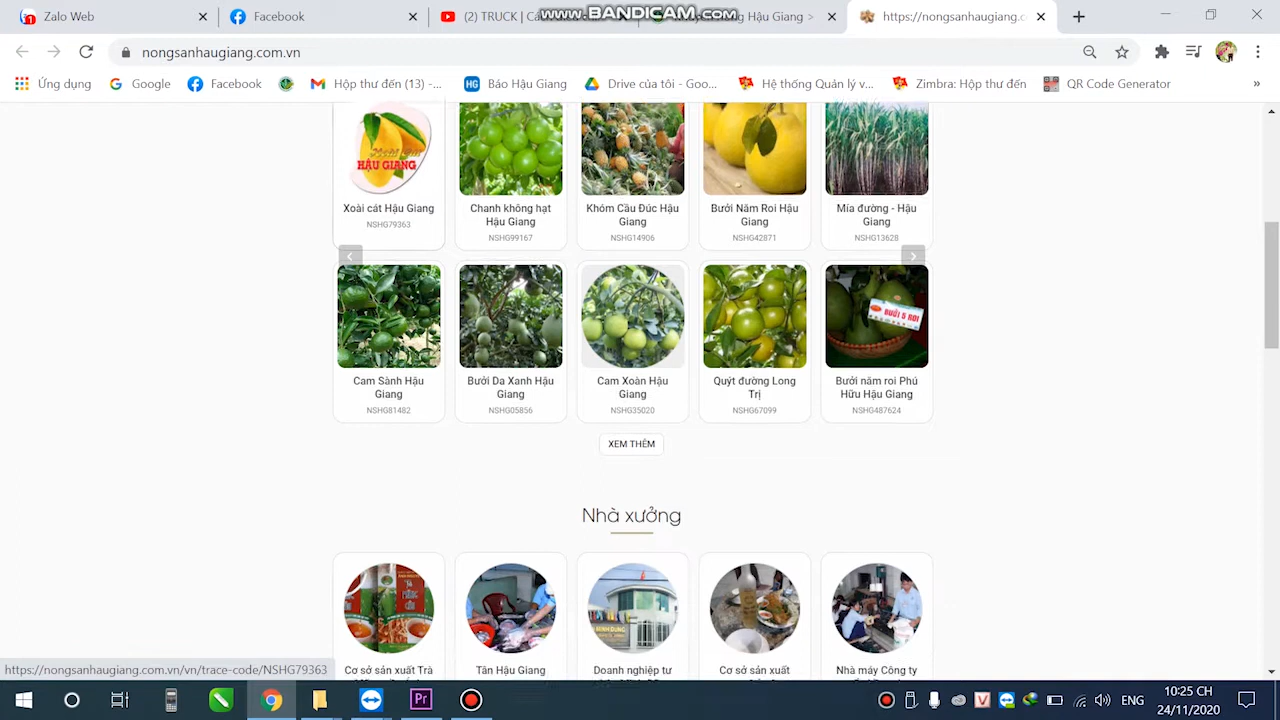 WWW.BANDICAM.COM
Zalo Web
Facebook
(2) TRUCK | Cá
g Hậu Giang >
https://nongsanhaugiang.c
nongsanhaugiang.com.vn
Ứng dụng
Google
Facebook
Hộp thư đến (13) -...
HG
Báo Hậu Giang
Drive của tôi - Goo...
Hệ thống Quản lý v...
Zimbra: Hộp thư đến
QR Code Generator
»
HẬU GIANG
Xoài cát Hậu Giang
NSHG79363
Chanh không hạt
Hậu Giang
NSHG99167
Khóm Cầu Đúc Hậu
Giang
NSHG14906
Bưởi Năm Roi Hậu
Giang
NSHG42871
Mía đường - Hậu
Giang
NSHG13628
BƯỞI 5 ROI
Cam Sành Hậu
Giang
NSHG81482
Bưởi Da Xanh Hậu
Giang
NSHG05856
Cam Xoàn Hậu
Giang
NSHG35020
Quýt đường Long
Trị
NSHG67099
Bưởi năm roi Phú
Hữu Hậu Giang
NSHG487624
XEM THÊM
Nhà xưởng
Cơ sở sản xuất Trà
Tân Hậu Giang
Doanh nghiệp tư
Cơ sở sản xuất
Nhà máy Công ty
https://nongsanhaugiang.com.vn/vn/trace-code/NSHG79363
Pr
ENG
10:25 CH
24/11/2020